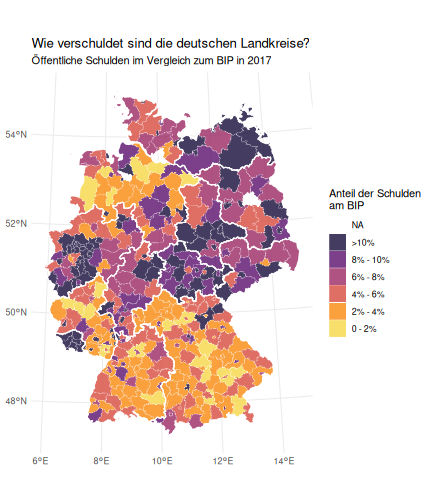 Wie verschuldet sind die deutschen Landkreise?
Öffentliche Schulden im Vergleich zum BIP in 2017
54°N
52°N
50°N
48°N
6°E
8°E
10°E
12°E
14°E
Anteil der Schulden
am BIP
NA
>10%
8% - 10%
6% - 8%
4% - 6%
2% - 4%
0 - 2%